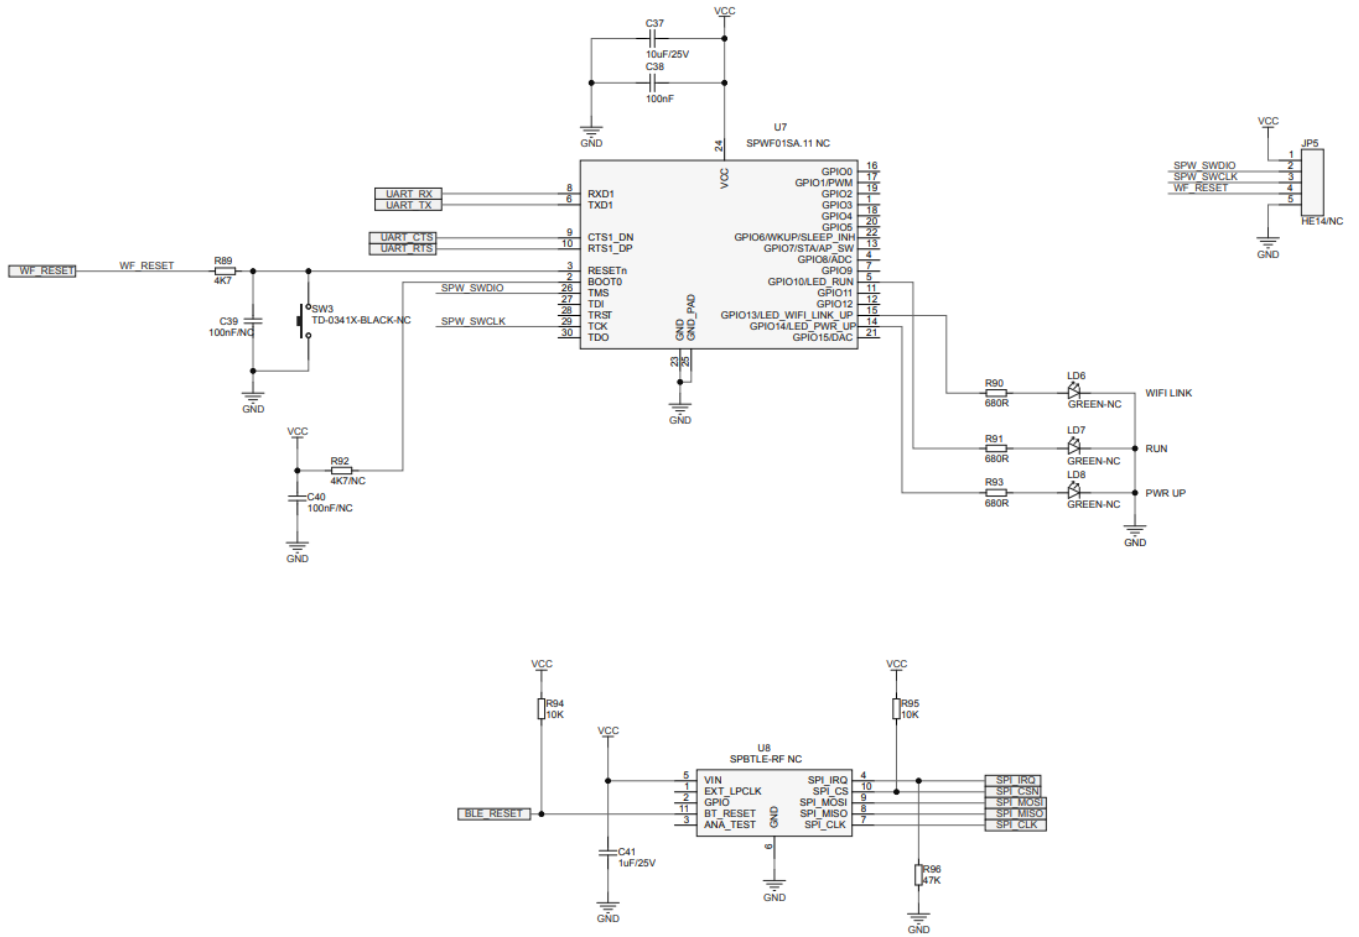 VCC
C37
10uF/25V
C38
100nF
GND
U7
SPWF01SA.11 NC
24
VCC
UART_RX
8
RXD1
UART_TX
6
TXD1
UART_CTS
9
CTS1_DN
UART_RTS
10
RTS1_DP
WF_RESET
WF_RESET
R89
4K7
3
RESETn
2
BOOT0
SPW_SWDIO
26
TMS
27
TDI
28
TRST
SPW_SWCLK
29
TCK
30
TDO
GPIO0
16
GPIO1/PWM
17
GPIO2
19
GPIO3
1
GPIO4
18
GPIO5
20
GPIO6/WKUP/SLEEP_INH
22
GPIO7/STA/AP_SW
13
GPIO8/ADC
4
GPIO9
7
GPIO10/LED_RUN
5
GPIO11
11
GPIO12
12
GPIO13/LED_WIFI_LINK_UP
15
GPIO14/LED_PWR_UP
14
GPIO15/DAC
21
GND
GND_PAD
23
25
GND
SW3
TD-0341X-BLACK-NC
C39
100nF/NC
GND
VCC
R92
4K7/NC
C40
100nF/NC
GND
VCC
JP5
1
SPW_SWDIO
2
SPW_SWCLK
3
WF_RESET
4
5
HE14/NC
GND
R90
680R
LD6
GREEN-NC
WIFI LINK
R91
680R
LD7
GREEN-NC
RUN
R93
680R
LD8
GREEN-NC
PWR UP
GND
VCC
R94
10K
VCC
BLE_RESET
C41
1uF/25V
GND
U8
SPBTLE-RF NC
5
VIN
1
EXT_LPCLK
2
GPIO
11
BT_RESET
3
ANA_TEST
GND
6
GND
SPI_IRQ
4
SPI_CS
10
SPI_MOSI
9
SPI_MISO
8
SPI_CLK
7
VCC
R95
10K
SPI_IRQ
SPI_CSN
SPI_MOSI
SPI_MISO
SPI_CLK
R96
47K
GND